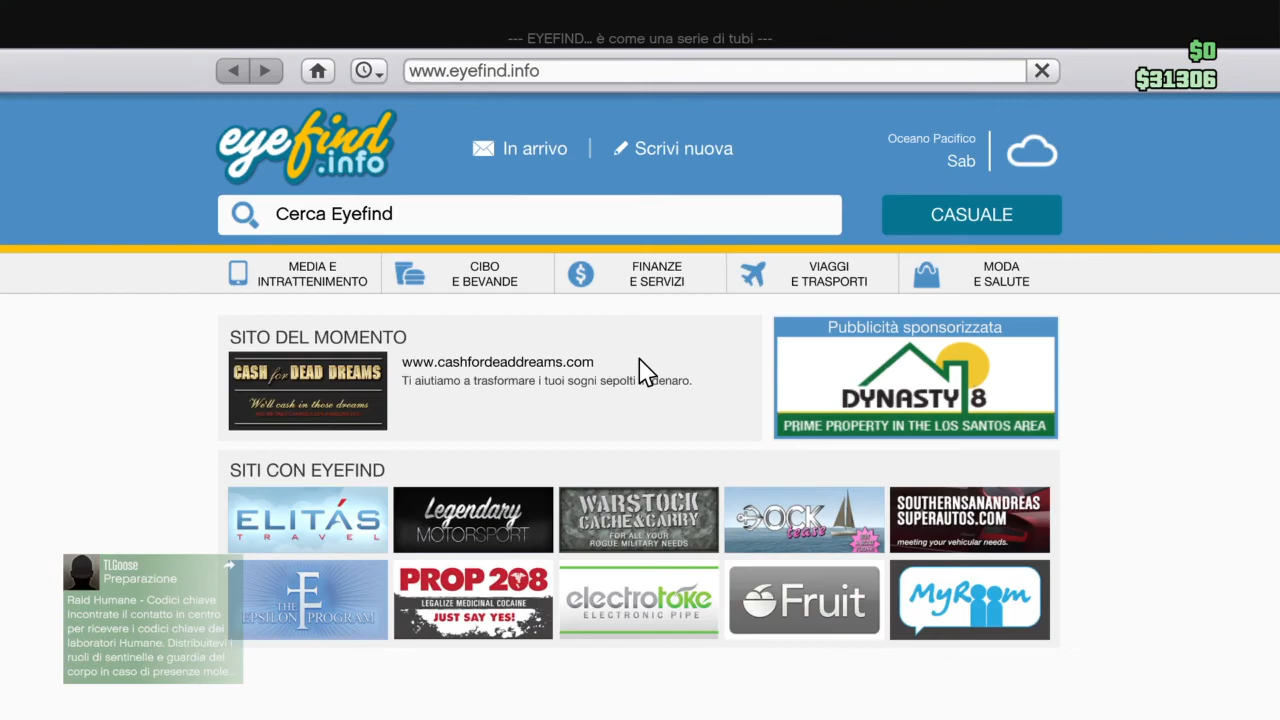 --- EYEFIND... è come una serie di tubi ---
$0
www.eyefind.info
$31306
eyefind
.info
In arrivo
Scrivi nuova
Oceano Pacifico
Sab
Cerca Eyefind
CASUALE
MEDIA E
INTRATTENIMENTO
CIBO
E BEVANDE
FINANZE
E SERVIZI
VIAGGI
E TRASPORTI
MODA
E SALUTE
SITO DEL MOMENTO
CASH for DEAD DREAMS
We'll cash in those dreams
www.cashfordeaddreams.com
Ti aiutiamo a trasformare i tuoi sogni sepolti denaro.
Pubblicità sponsorizzata
DYNASTY 8
PRIME PROPERTY IN THE LOS SANTOS AREA
SITI CON EYEFIND
ELITÁS
TRAVEL
Legendary
MOTORSPORT
WARSTOCK
CACHE & CARRY
FOR ALL YOUR
ROGUE MILITARY NEEDS
DOCK
tease
SOUTHERNSANANDREAS
SUPERAUTOS.COM
meeting your vehicular needs.
THE
EPSILON PROGRAM
PROP 208
LEGALIZE MEDICINAL COCAINE
JUST SAY YES!
electrotoke
ELECTRONIC PIPE
Fruit
MyRoom
TLGoose
Preparazione
Raid Humane - Codici chiave
Incontrate il contatto in centro
per ricevere i codici chiave dei
laboratori Humane. Distribuitevi i
ruoli di sentinelle e guardia del
corpo in caso di presenze mole...